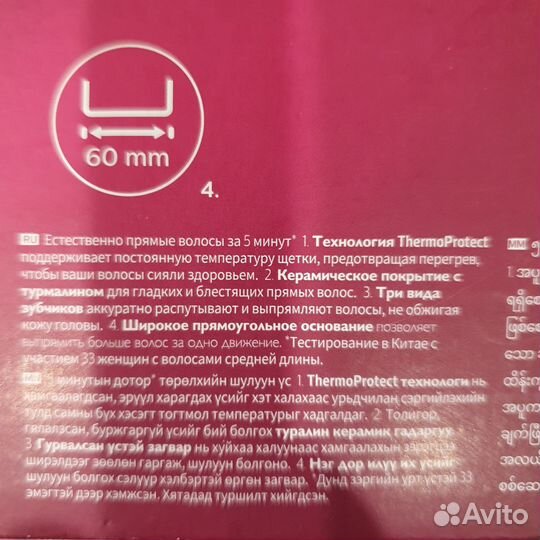 60 mm
4.
RU Естественно прямые волосы за 5 минут* 1. Технология ThermoProtect
поддерживает постоянную температуру щетки, предотвращая перегрев,
чтобы ваши волосы сияли здоровьем. 2. Керамическое покрытие с
турмалином для гладких и блестящих прямых волос. 3. Три вида
зубчиков аккуратно распутывают и выпрямляют волосы, не обжигая
кожу головы. 4. Широкое прямоугольное основание позволяет
выпрямить больше волос за одно движение. *Тестирование в Китае с
участием 33 женщин с волосами средней длины.
5 минутын дотор* төрөлхийн шулуун үс 1. ThermoProtect технологи нь
хамгаалагдсан, эрүүл харагдах үсийг хэт халахаас урьдчилан сэргийлэхийн
тулд самны бүх хэсэгт тогтмол температурыг хадгалдаг. 2. Толигор,
гялалзсан, буржгаргүй үсийг бий болгох туралин керамик гадаргуу
3. Гурвалсан үстэй загвар нь хуйхаа халуунаас хамгаалахын зэрэгцээ
ширэлдээг зөөлөн гаргаж, шулуун болгоно. 4. Нэг дор илүү их үсийг
шулуун болгох сэлүүр хэлбэртэй өргөн загвар. *Дунд зэргийн урт үстэй 33
эмэгтэй дээр хэмжсэн. Хятадад туршилт хийгдсэн.
MM
Avito